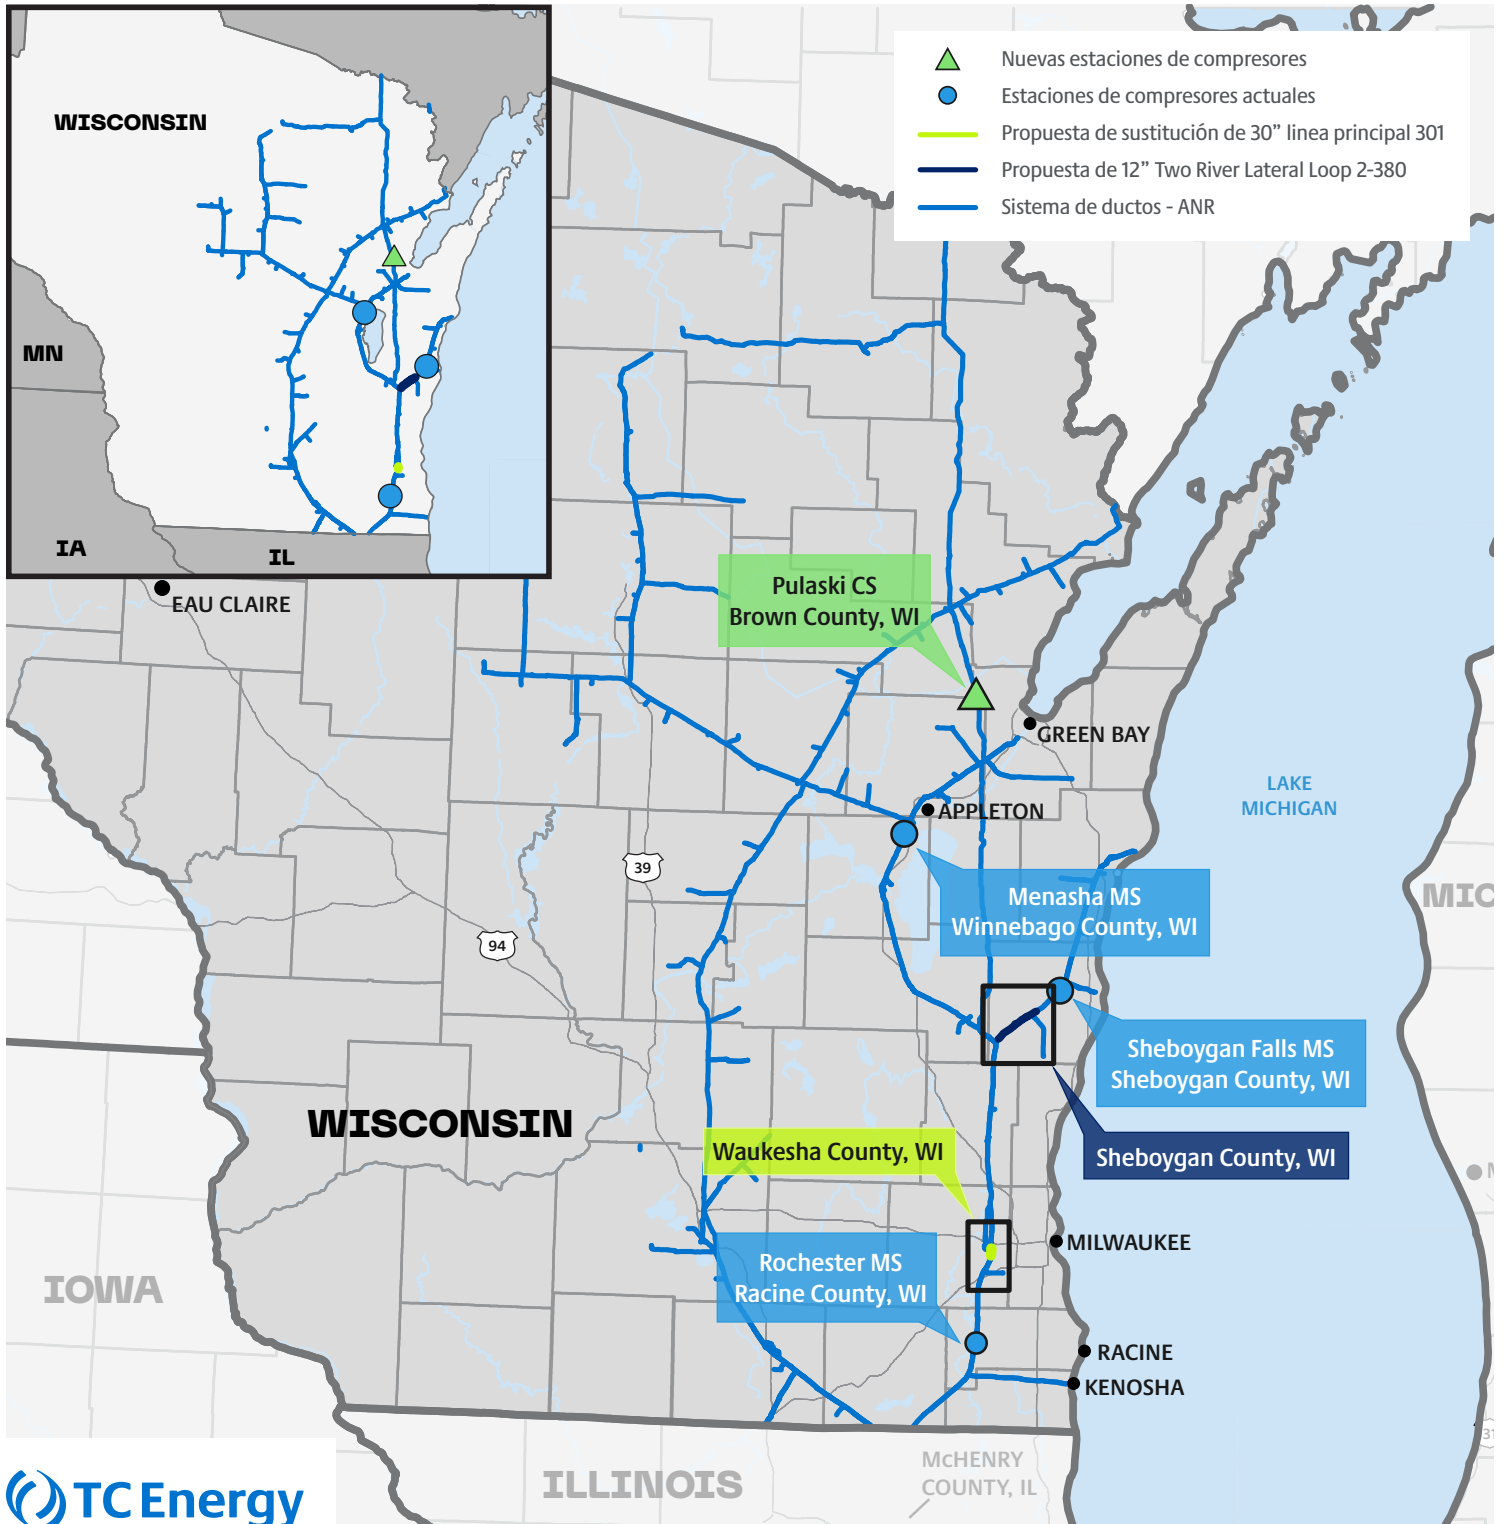 WISCONSIN
MN
IA
IL
Nuevas estaciones de compresores
Estaciones de compresores actuales
Propuesta de sustitución de 30” linea principal 301
Propuesta de 12” Two River Lateral Loop 2-380
Sistema de ductos - ANR
EAU CLAIRE
Pulaski CS
Brown County, WI
GREEN BAY
LAKE
MICHIGAN
APPLETON
39
Menasha MS
Winnebago County, WI
MIC
94
Sheboygan Falls MS
Sheboygan County, WI
WISCONSIN
Waukesha County, WI
Sheboygan County, WI
M
MILWAUKEE
Rochester MS
Racine County, WI
IOWA
RACINE
KENOSHA
31
McHENRY
COUNTY, IL
ILLINOIS
TC Energy